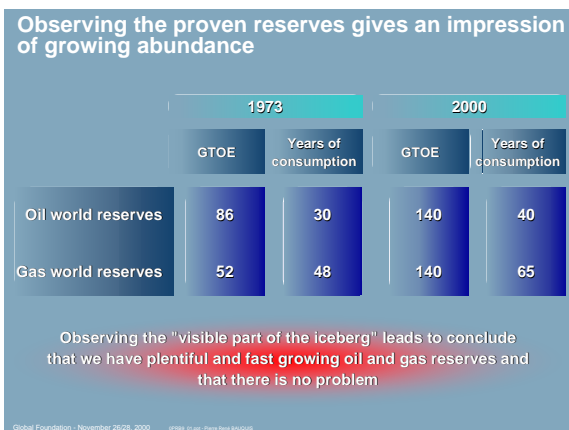 Observing the proven reserves gives an impression
of growing abundance
1973 2000
GTOE Years of consumption GTOE Years of consumption
Oil world reserves 86 30 140 40
Gas world reserves 52 48 140 65
Observing the "visible part of the iceberg" leads to conclude
that we have plentiful and fast growing oil and gas reserves and
that there is no problem
Global Foundation - November 26/28, 2000